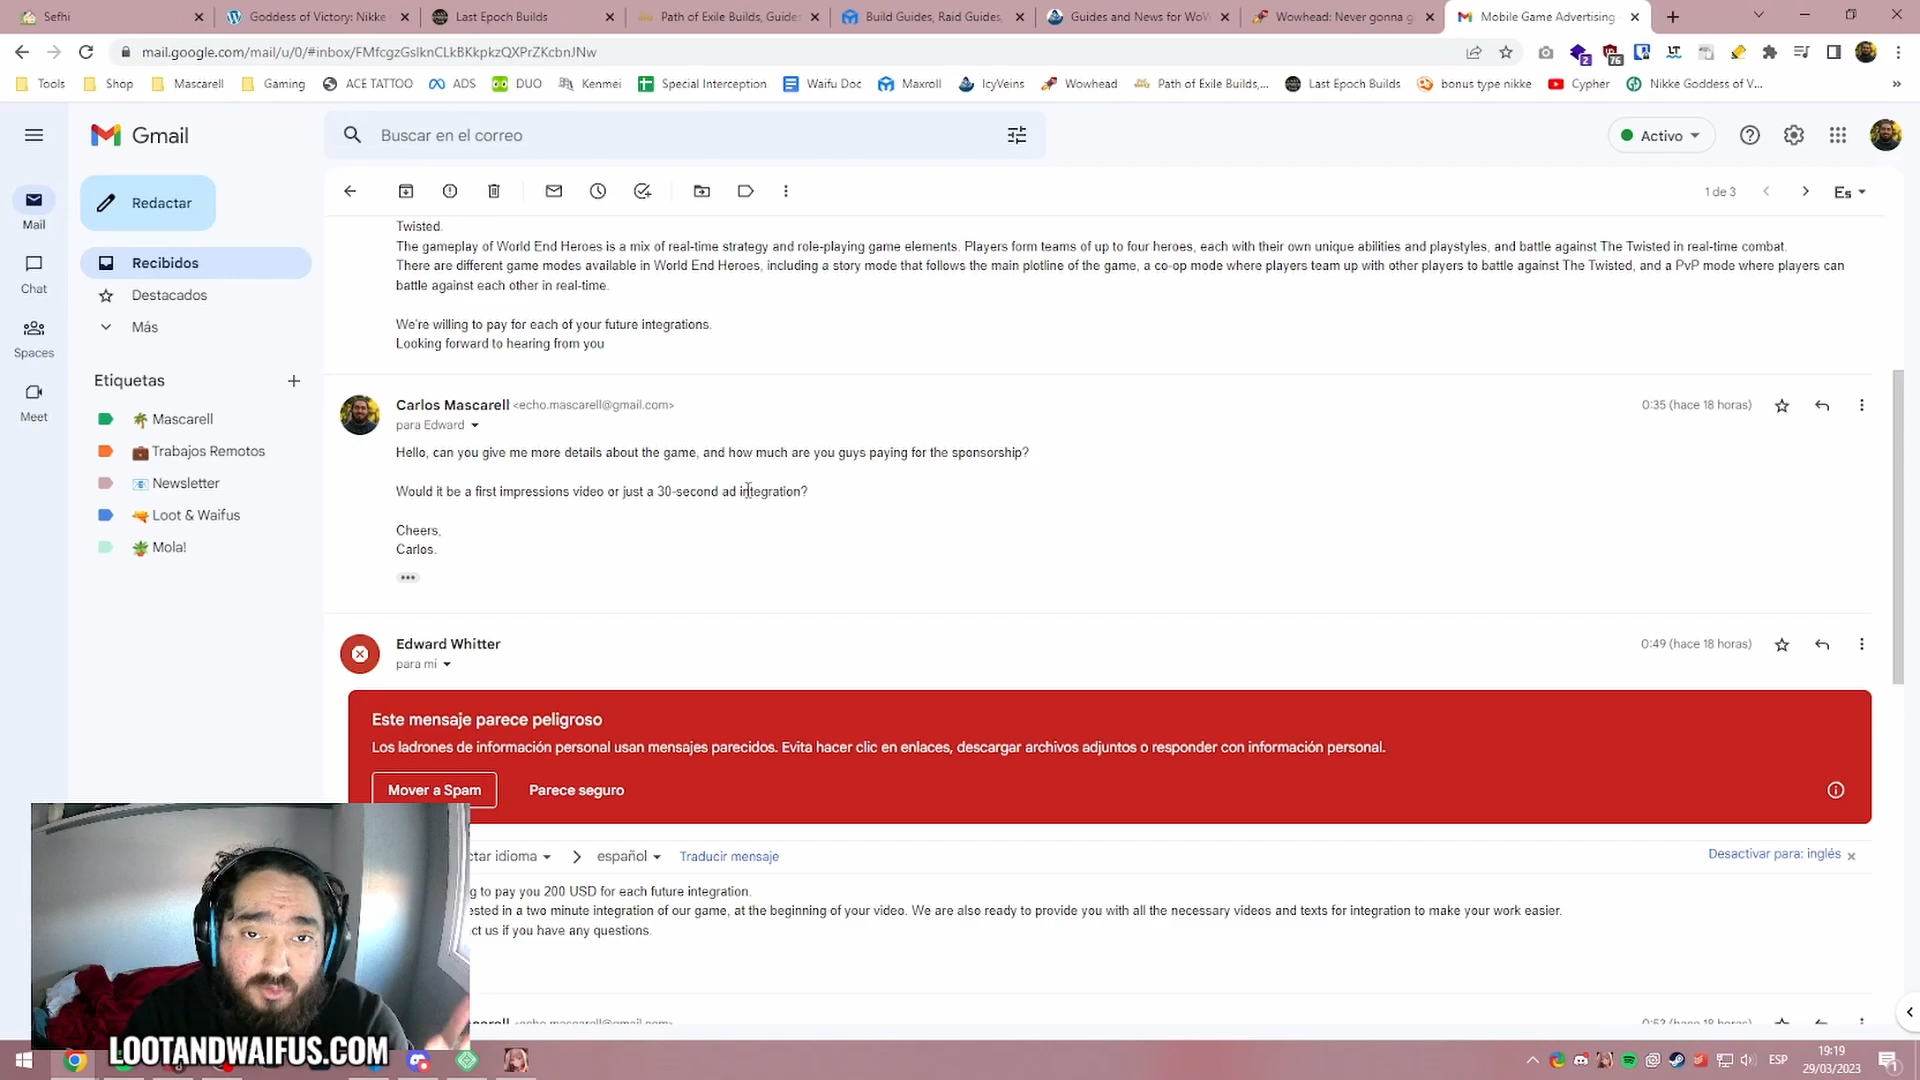 Sefhi
Goddess of Victory: Nikke
Last Epoch Builds
Path of Exile Builds, Guides
Build Guides, Raid Guides,
Guides and News for WoW
Wowhead: Never gonna g
Mobile Game Advertising
mail.google.com/mail/u/0/#inbox/FMfcgzGslknCLkBKkpkzQXPrZKcbnJNw
2
76
Tools
Shop
Mascarell
Gaming
ACE TATTOO
ADS
DUO
Kenmei
Special Interception
Waifu Doc
Maxroll
IcyVeins
Wowhead
Path of Exile Builds,...
Last Epoch Builds
bonus type nikke
Cypher
Nikke Goddess of V...
Gmail
Buscar en el correo
Activo
Redactar
1 de 3
Es
Mail
Chat
Spaces
Meet
Recibidos
Destacados
Más
Etiquetas
Mascarell
Trabajos Remotos
Newsletter
Loot & Waifus
Mola!
Twisted.
The gameplay of World End Heroes is a mix of real-time strategy and role-playing game elements. Players form teams of up to four heroes, each with their own unique abilities and playstyles, and battle against The Twisted in real-time combat.
There are different game modes available in World End Heroes, including a story mode that follows the main plotline of the game, a co-op mode where players team up with other players to battle against The Twisted, and a PvP mode where players can
battle against each other in real-time.
We're willing to pay for each of your future integrations.
Looking forward to hearing from you
Carlos Mascarell <echo.mascarell@gmail.com>
0:35 (hace 18 horas)
para Edward
Hello, can you give me more details about the game, and how much are you guys paying for the sponsorship?
Would it be a first impressions video or just a 30-second ad integration?
Cheers,
Carlos.
Edward Whitter
0:49 (hace 18 horas)
para mí
Este mensaje parece peligroso
Los ladrones de información personal usan mensajes parecidos. Evita hacer clic en enlaces, descargar archivos adjuntos o responder con información personal.
Mover a Spam
Parece seguro
ctar idioma
español
Traducir mensaje
Desactivar para: inglés
g to pay you 200 USD for each future integration.
ested in a two minute integration of our game, at the beginning of your video. We are also ready to provide you with all the necessary videos and texts for integration to make your work easier.
ct us if you have any questions.
carell <echo.mascarell@gmail.com>
0:53 (hace 18 horas)
LOOTANDWAIFUS.COM
ESP
19:19
29/03/2023
1